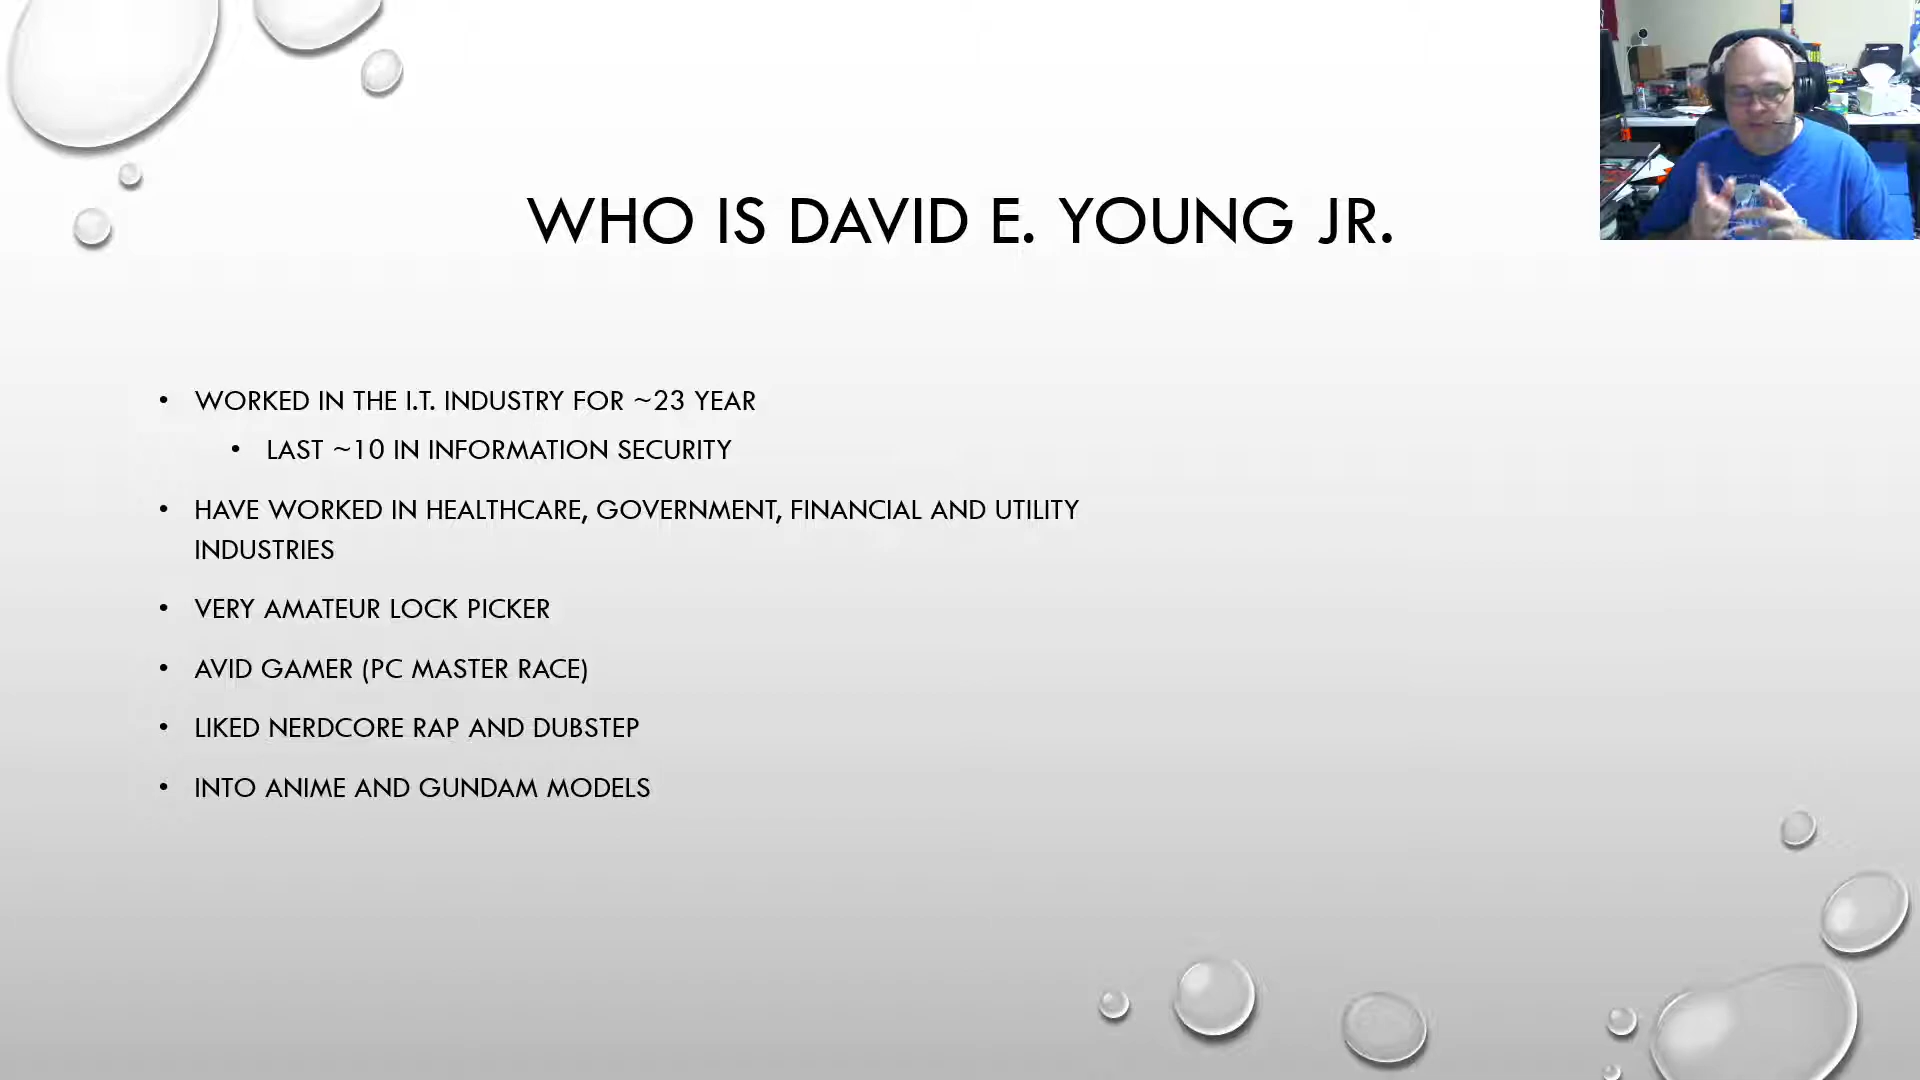 WHO IS DAVID E. YOUNG JR.
• WORKED IN THE I.T. INDUSTRY FOR ~23 YEAR
• LAST ~10 IN INFORMATION SECURITY
• HAVE WORKED IN HEALTHCARE, GOVERNMENT, FINANCIAL AND UTILITY
INDUSTRIES
• VERY AMATEUR LOCK PICKER
• AVID GAMER (PC MASTER RACE)
• LIKED NERDCORE RAP AND DUBSTEP
• INTO ANIME AND GUNDAM MODELS